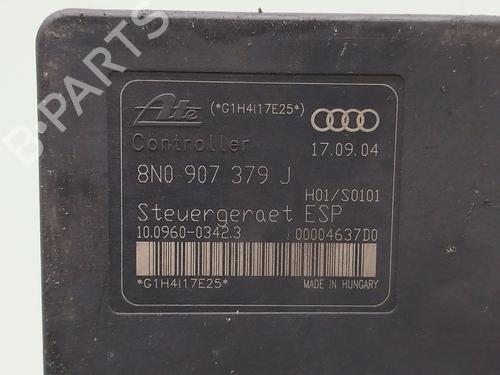 B-PARTS
Ate (*G1H4I17E25*)
Controller 17.09.04
8N0 907 379 J
H01/S0101
Steuergeraet ESP
10.0960-0342.3 00004637D0
*G1H4I17E25* MADE IN HUNGARY